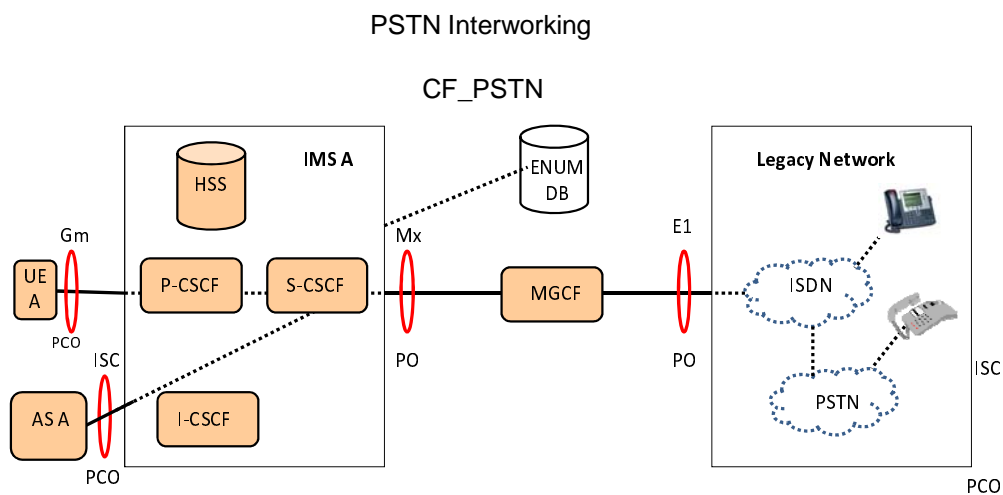 PSTN Interworking
CF_PSTN
IMS A
HSS
ENUM
DB
Legacy Network
Gm
Mx
E1
UE
A
P-CSCF
S-CSCF
MGCF
ISDN
PCO
ISC
PO
PO
ISC
AS A
I-CSCF
PSTN
PCO
PCO